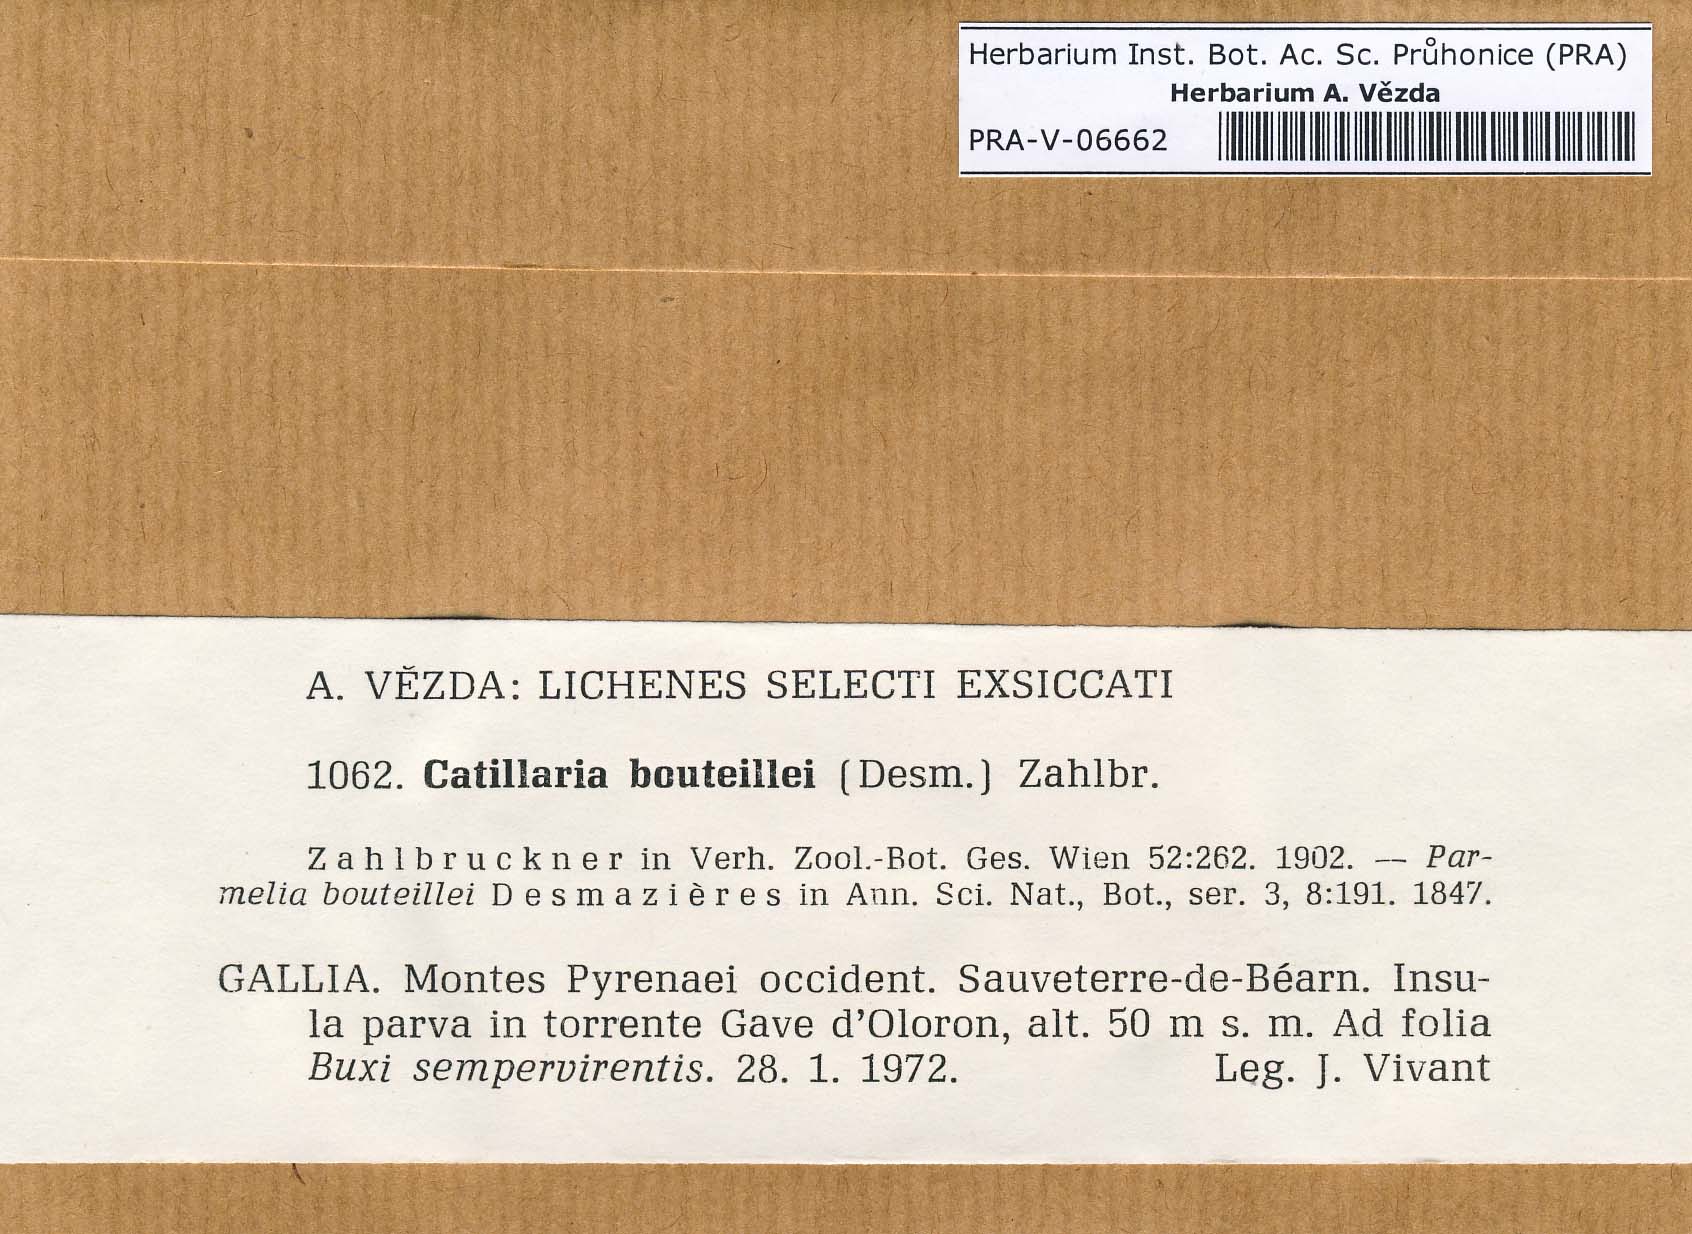 Herbarium Inst. Bot. Ac. Sc. Průhonice (PRA)
Herbarium A. Vězda
PRA-V-06662
A. VĚZDA: LICHENES SELECTI EXSICCATI
1062. Catillaria bouteillei (Desm.) Zahlbr.
Zahlbruckner in Verh. Zool.-Bot. Ges. Wien 52:262. 1902. — Par-
melia bouteillei Desmazières in Ann. Sci. Nat., Bot., ser. 3, 8:191. 1847.
GALLIA. Montes Pyrenaei occident. Sauveterre-de-Béarn. Insu-
la parva in torrente Gave d'Oloron, alt. 50 m s. m. Ad folia
Buxi sempervirentis. 28. 1. 1972. Leg. J. Vivant